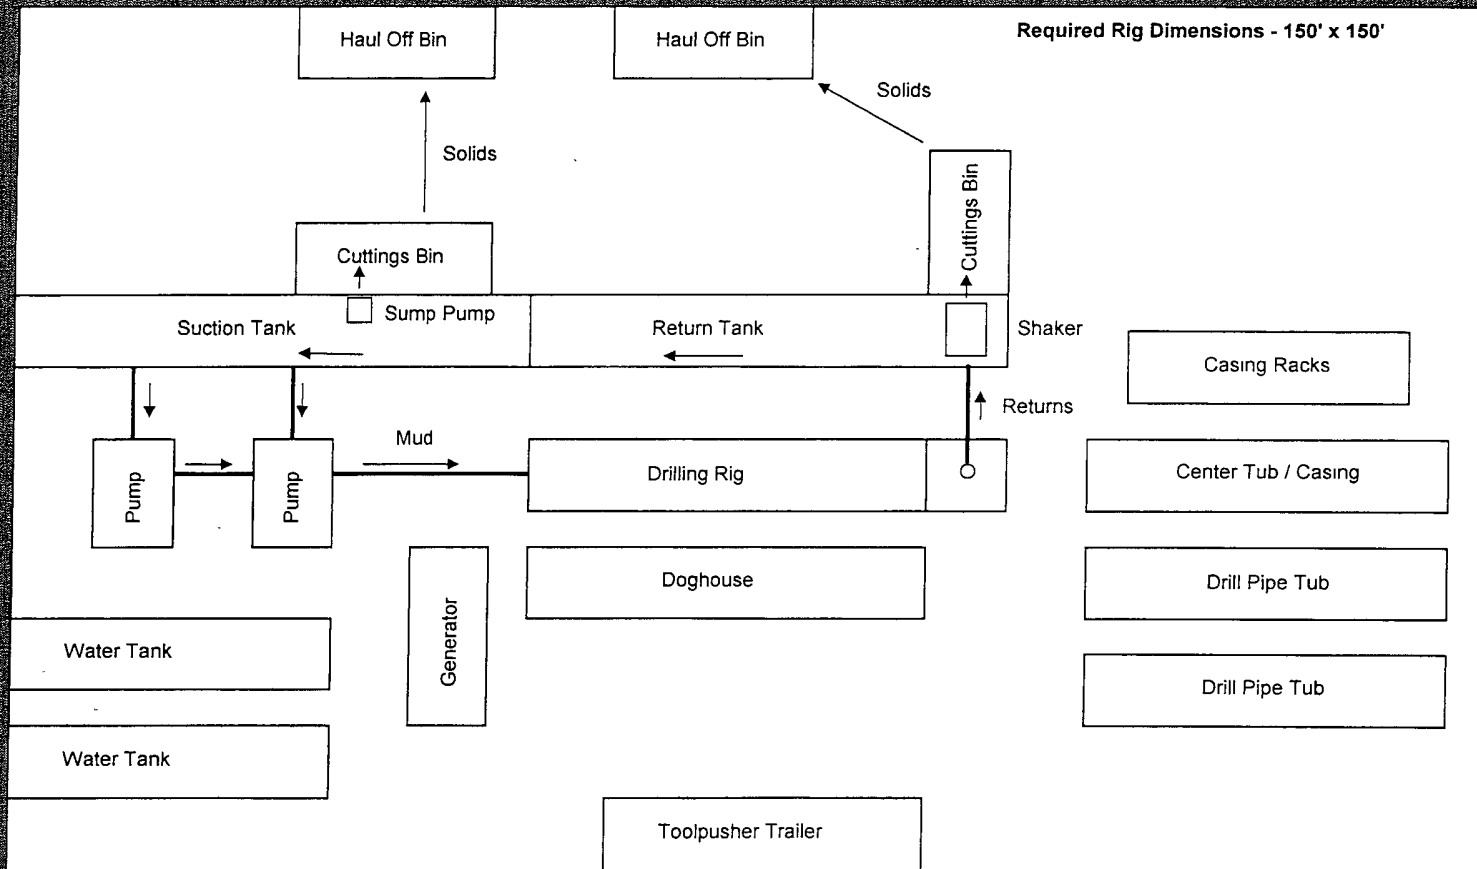 Haul Off Bin
Haul Off Bin
Required Rig Dimensions - 150' x 150'
Solids
Solids
Cuttings Bin
Cuttings Bin
Sump Pump
Suction Tank
Return Tank
Shaker
Casing Racks
Returns
Mud
Pump
Pump
Drilling Rig
Center Tub / Casing
Doghouse
Drill Pipe Tub
Generator
Water Tank
Drill Pipe Tub
Water Tank
Toolpusher Trailer